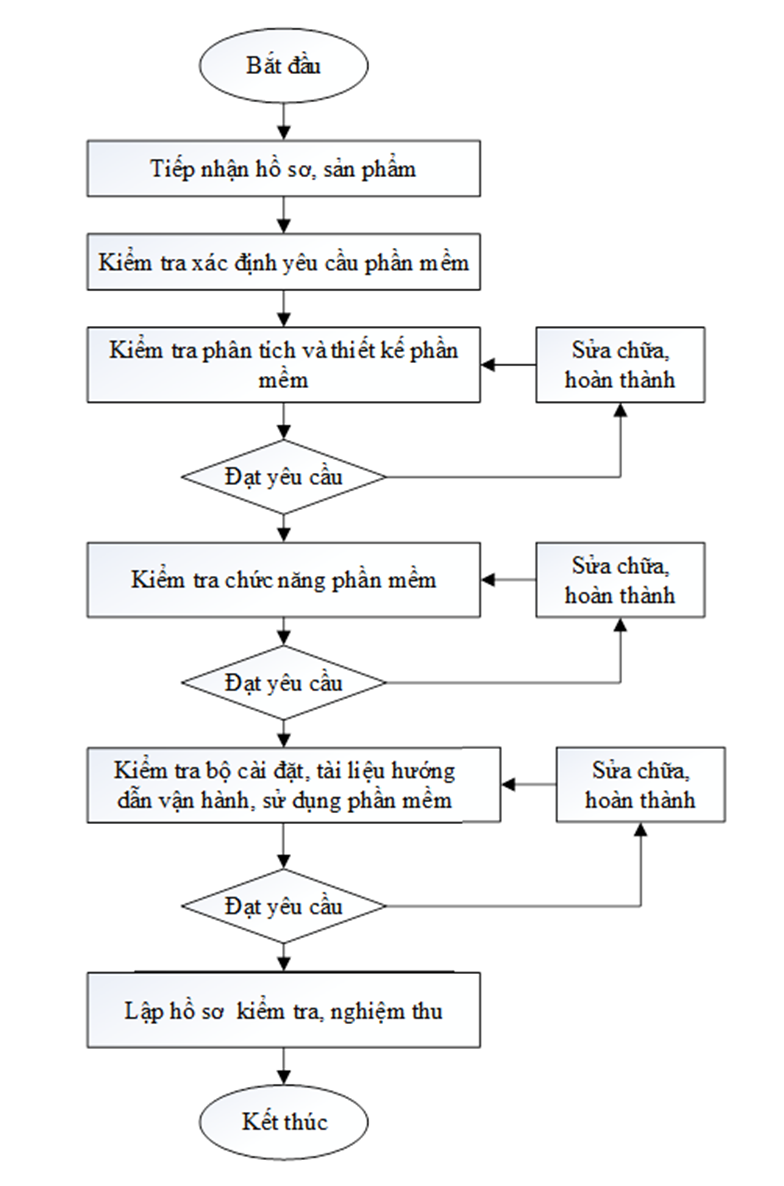 Bắt đầu
Tiếp nhận hồ sơ, sản phẩm
Kiểm tra xác định yêu cầu phần mềm
Kiểm tra phân tích và thiết kế phần
mềm
Sửa chữa,
hoàn thành
Đạt yêu cầu
Kiểm tra chức năng phần mềm
Sửa chữa,
hoàn thành
Đạt yêu cầu
Kiểm tra bộ cài đặt, tài liệu hướng
dẫn vận hành, sử dụng phần mềm
Sửa chữa,
hoàn thành
Đạt yêu cầu
Lập hồ sơ kiểm tra, nghiệm thu
Kết thúc